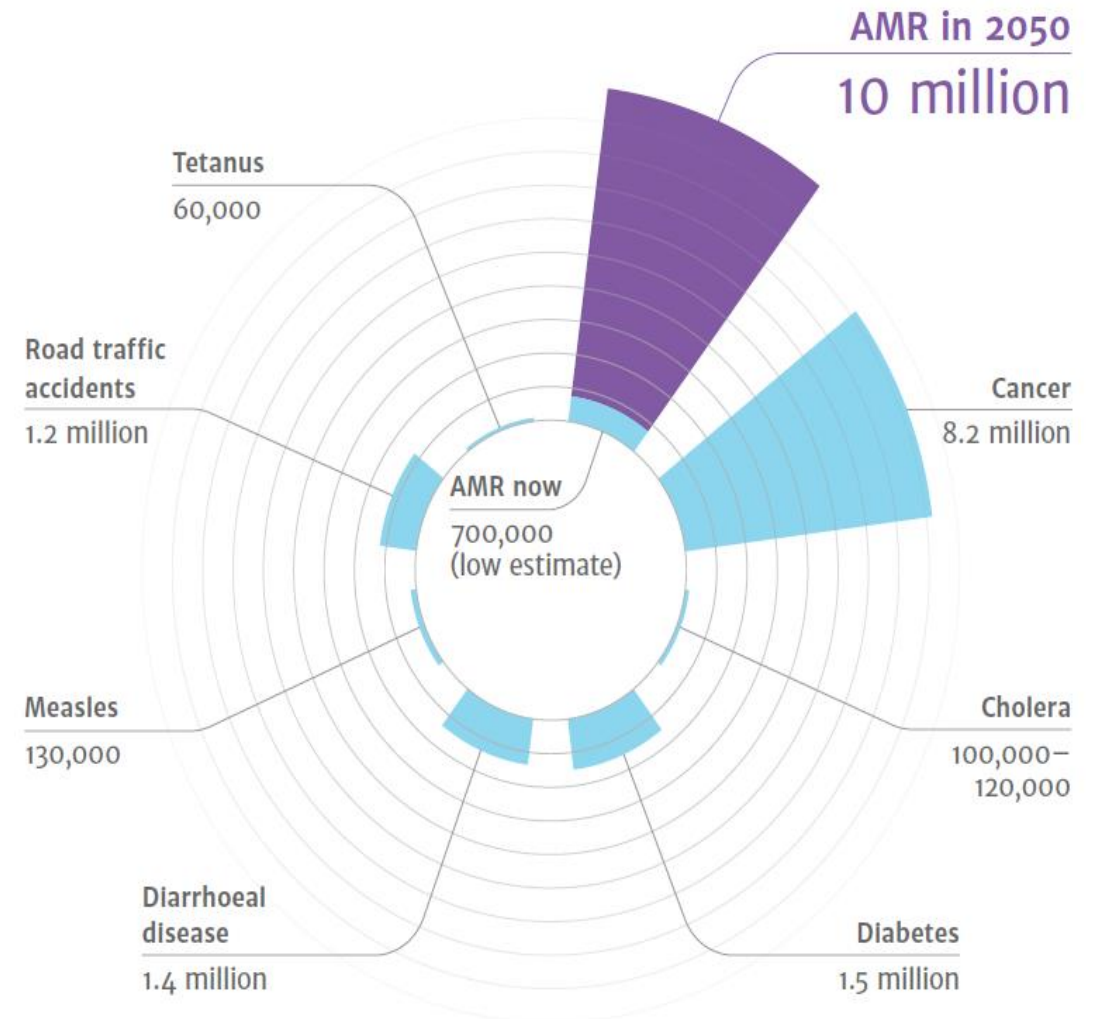 AMR in 2050
10 million
Tetanus
60,000
Road traffic
accidents
1.2 million
Cancer
8.2 million
AMR now
700,000
(low estimate)
Measles
130,000
Cholera
100,000–
120,000
Diarrhoeal
disease
1.4 million
Diabetes
1.5 million